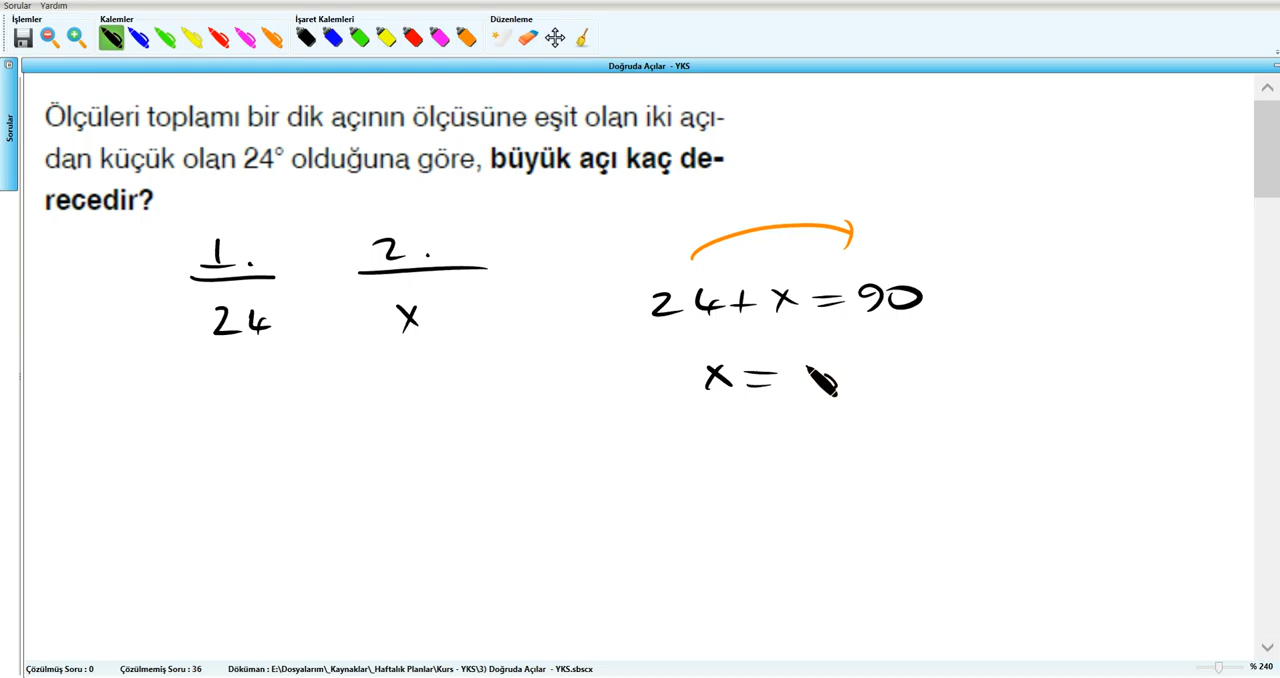 Sorular Yardım
İşlemler Kalemler İşaret Kalemleri Düzenleme
Doğruda Açılar - YKS
Sorular
Ölçüleri toplamı bir dik açının ölçüsüne eşit olan iki açı-
dan küçük olan 24° olduğuna göre, büyük açı kaç de-
recedir?
1. 2.
24 x
24+x=90
x=
Çözülmüş Soru : 0 Çözülmemiş Soru : 36 Döküman : E:\Dosyalarım\_Kaynaklar\_Haftalık Planlar\Kurs - YKS\3) Doğruda Açılar - YKS.sbscx % 240